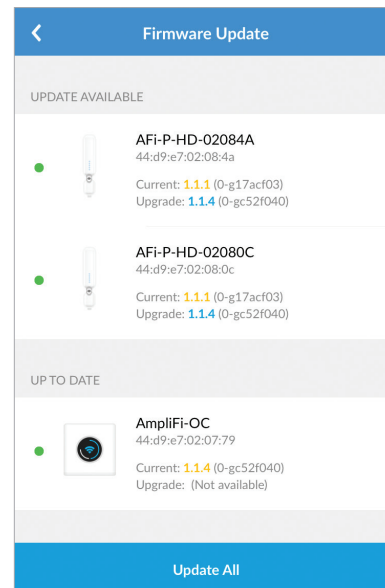 Firmware Update
UPDATE AVAILABLE
AFi-P-HD-02084A
44:d9:e7:02:08:4a
Current: 1.1.1 (0-g17acf03)
Upgrade: 1.1.4 (0-gc52f040)
AFi-P-HD-02080C
44:d9:e7:02:08:0c
Current: 1.1.1 (0-g17acf03)
Upgrade: 1.1.4 (0-gc52f040)
UP TO DATE
AmpliFi-OC
44:d9:e7:02:07:79
Current: 1.1.4 (0-gc52f040)
Upgrade: (Not available)
Update All